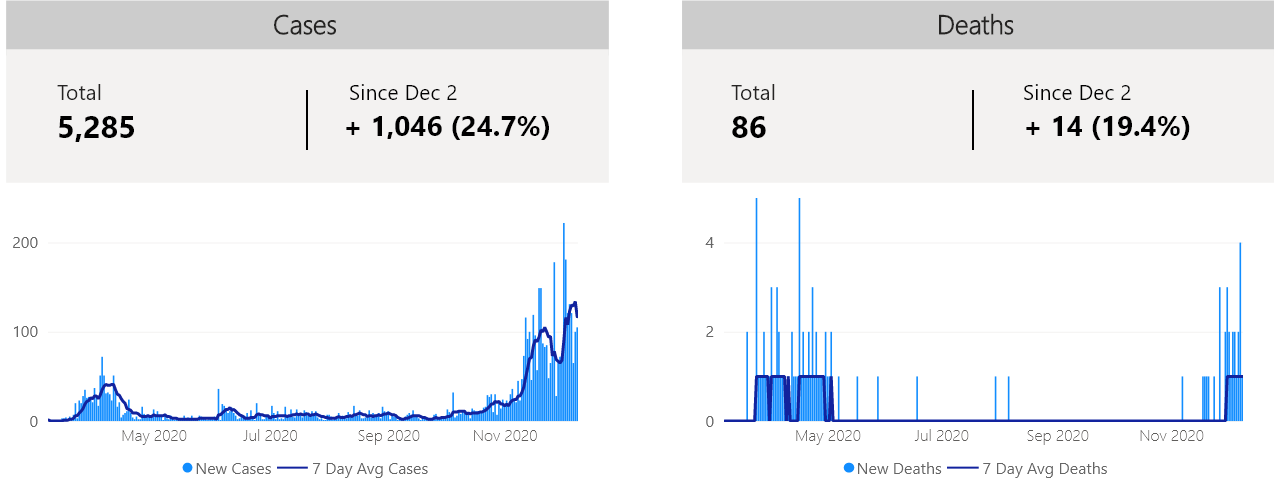 Cases
Total
Since Dec 2
5,285
+ 1,046 (24.7%)
200
100
0
May 2020 Jul 2020 Sep 2020 Nov 2020
New Cases 7 Day Avg Cases
Deaths
Total
Since Dec 2
86
+ 14 (19.4%)
4
2
0
May 2020 Jul 2020 Sep 2020 Nov 2020
New Deaths 7 Day Avg Deaths